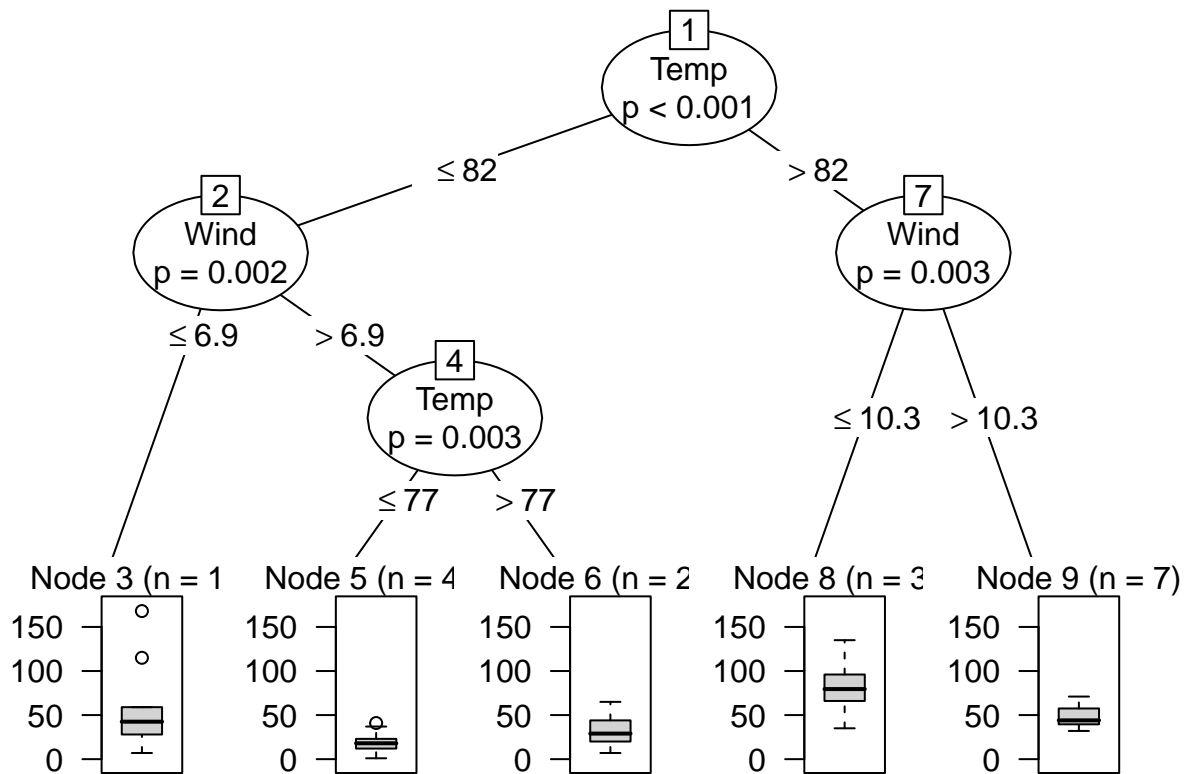 1
Temp
p < 0.001
≤ 82
> 82
2
Wind
p = 0.002
7
Wind
p = 0.003
≤ 6.9
> 6.9
4
Temp
p = 0.003
≤ 10.3
> 10.3
≤ 77
> 77
Node 3 (n = 1
Node 5 (n = 4
Node 6 (n = 2
Node 8 (n = 3
Node 9 (n = 7)
150 150 150 150 150
100 100 100 100 100
50 50 50 50 50
0 0 0 0 0